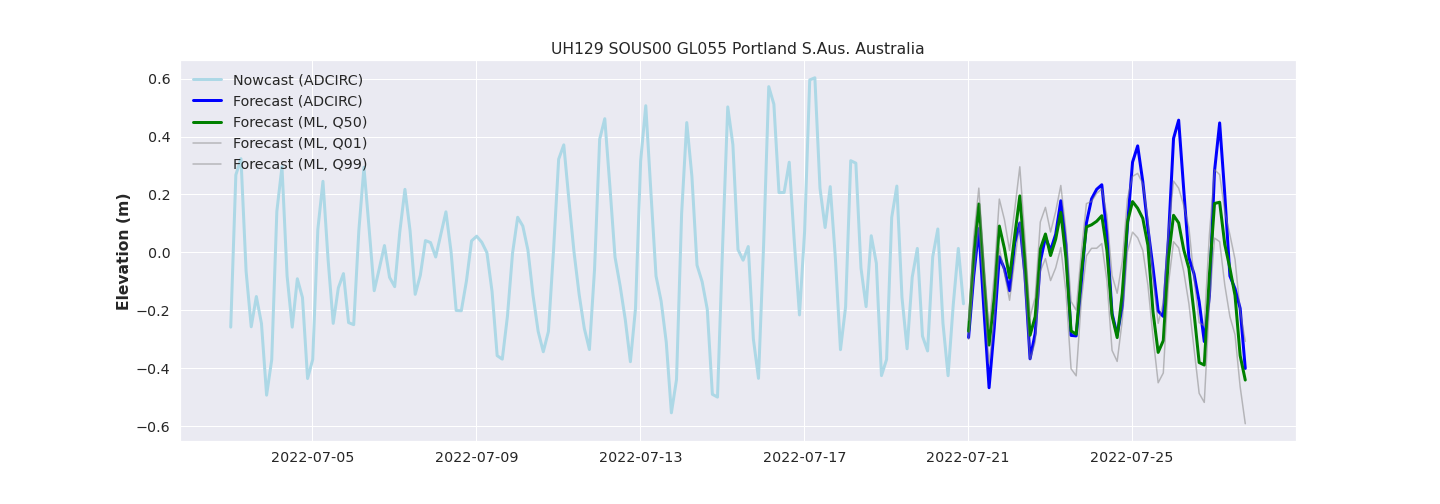 UH129 SOUS00 GL055 Portland S.Aus. Australia
Nowcast (ADCIRC)
Forecast (ADCIRC)
Forecast (ML, Q50)
Forecast (ML, Q01)
Forecast (ML, Q99)
Elevation (m)
0.6
0.4
0.2
0.0
−0.2
−0.4
−0.6
2022-07-05
2022-07-09
2022-07-13
2022-07-17
2022-07-21
2022-07-25